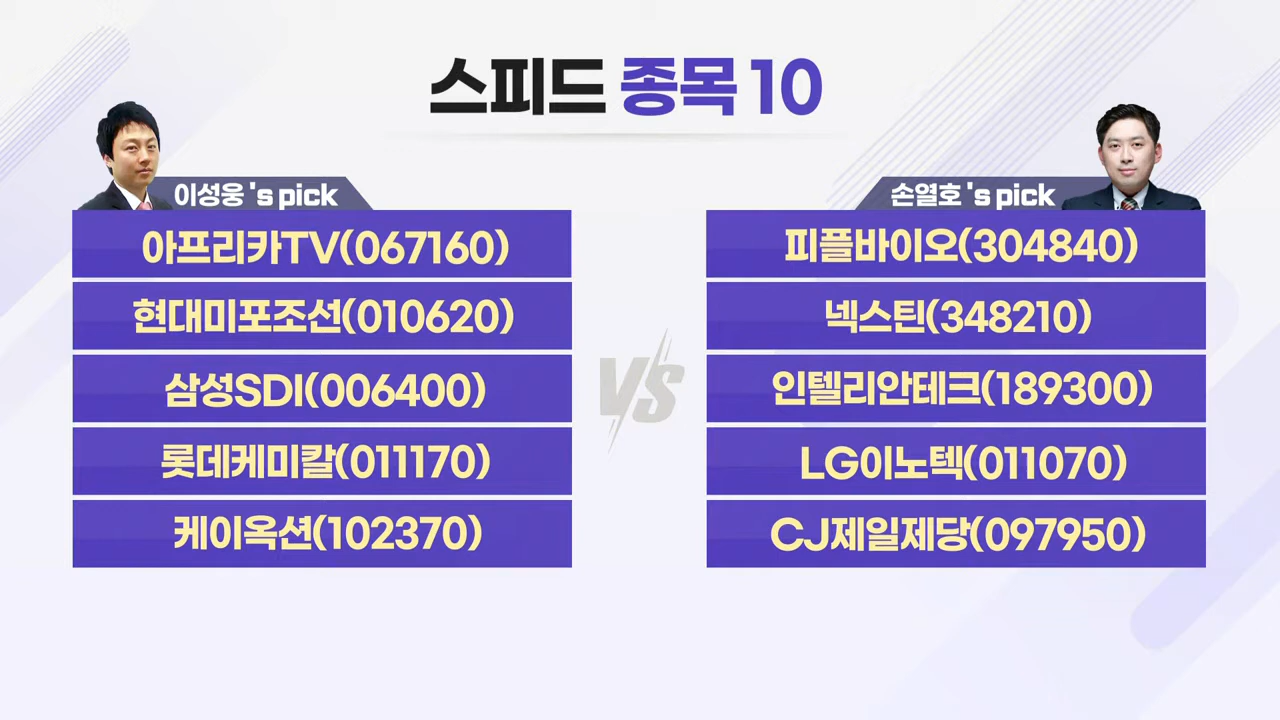 스피드 종목 10
이성웅 's pick
아프리카TV(067160)
현대미포조선(010620)
삼성SDI(006400)
롯데케미칼(011170)
케이옥션(102370)
VS
손열호 's pick
피플바이오(304840)
넥스틴(348210)
인텔리안테크(189300)
LG이노텍(011070)
CJ제일제당(097950)